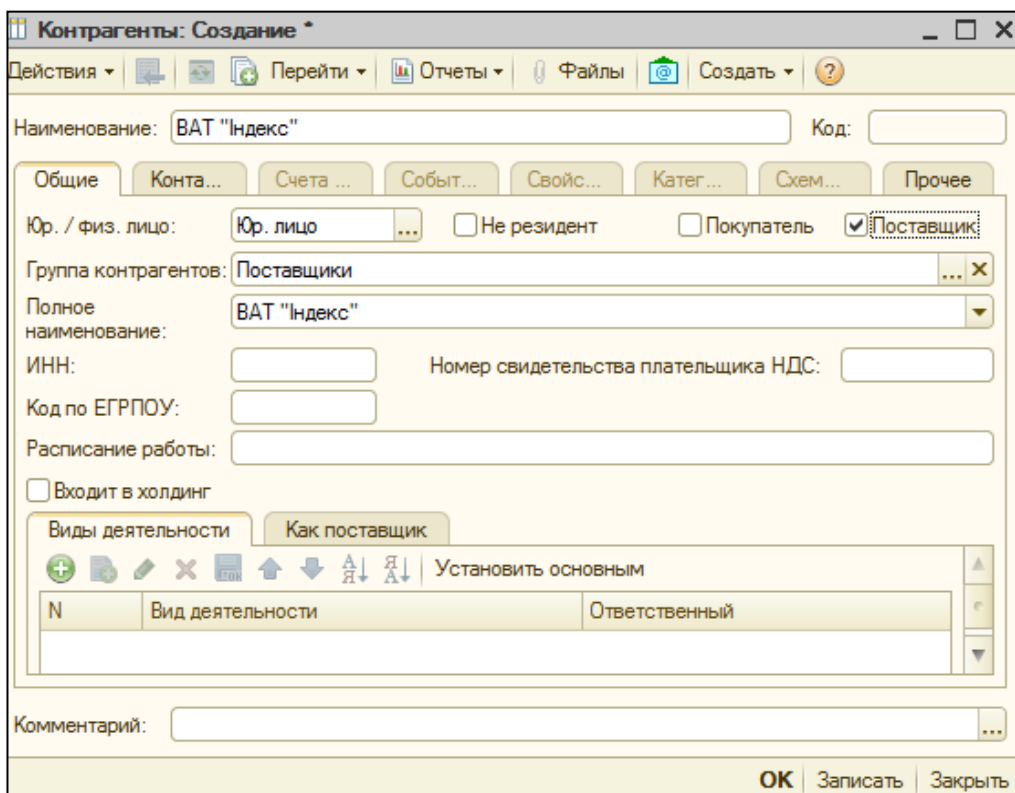 Контрагенты: Создание *
Действия Перейти Отчеты Файлы Создать ?
Наименование: ВАТ "Індекс" Код:
Общие Конта... Счета ... Событ... Свойс... Катег... Схем... Прочее
Юр. / физ. лицо: Юр. лицо ... Не резидент Покупатель Поставщик
Группа контрагентов: Поставщики ... x
Полное
наименование: ВАТ "Індекс"
ИНН: Номер свидетельства плательщика НДС:
Код по ЕГРПОУ:
Расписание работы:
Входит в холдинг
Виды деятельности Как поставщик
Установить основным
N Вид деятельности Ответственный
Комментарий: ...
ОК Записать Закрыть